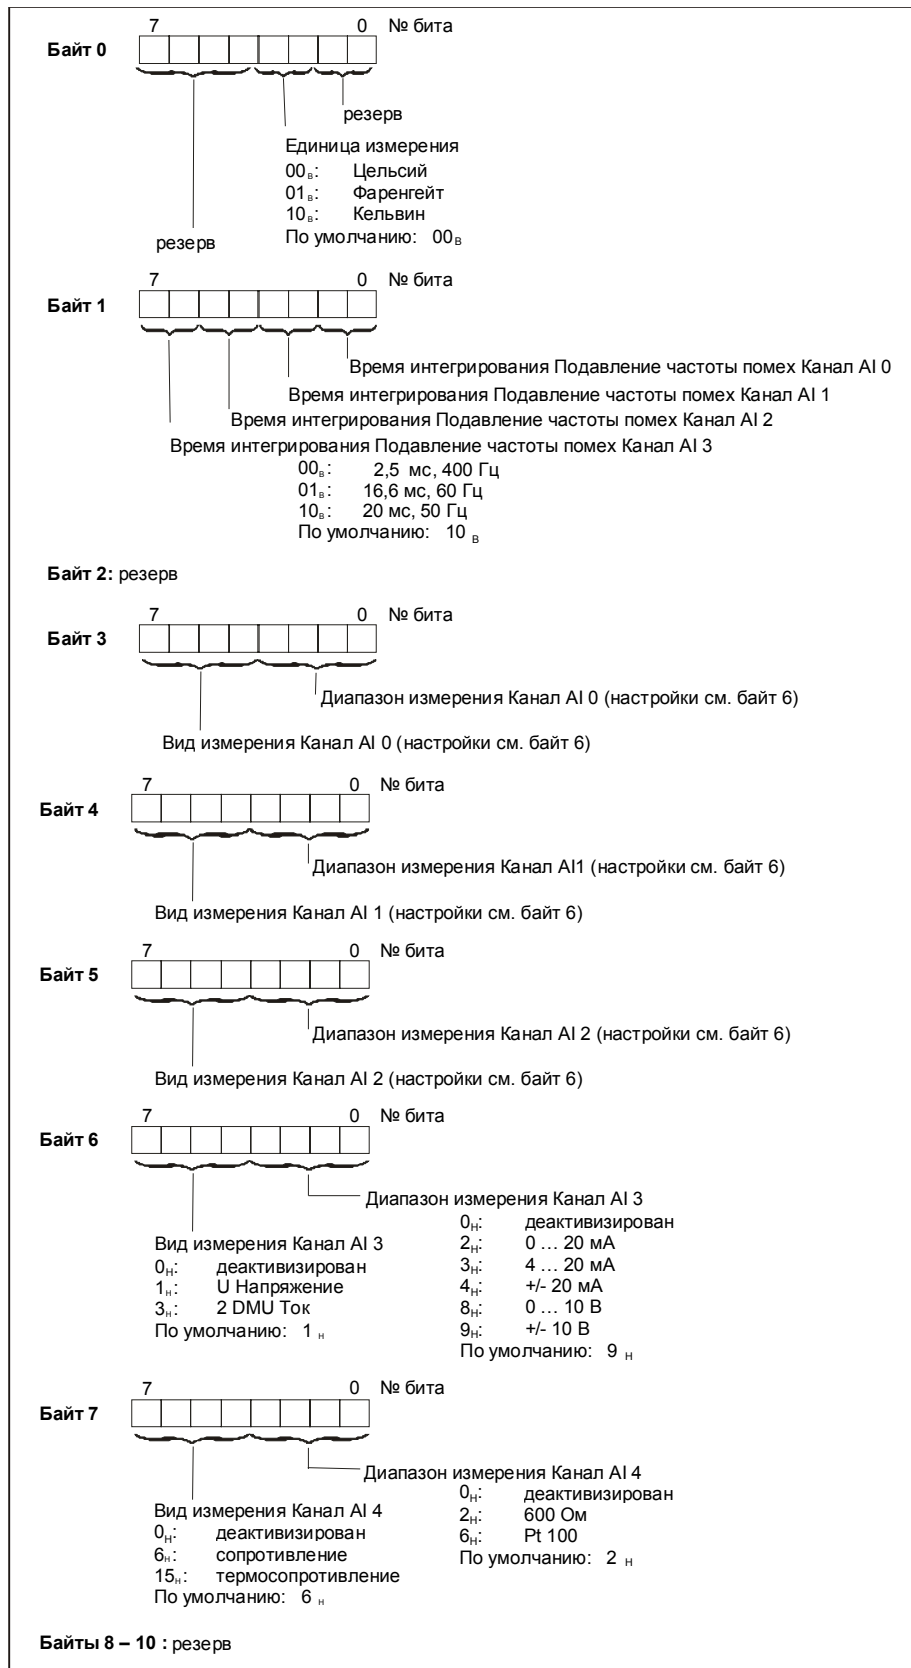 7 0 № бита
Байт 0
резерв
Единица измерения
00в: Цельсий
01в: Фаренгейт
10в: Кельвин
По умолчанию: 00в
резерв
7 0 № бита
Байт 1
Время интегрирования Подавление частоты помех Канал AI 0
Время интегрирования Подавление частоты помех Канал AI 1
Время интегрирования Подавление частоты помех Канал AI 2
Время интегрирования Подавление частоты помех Канал AI 3
00в: 2,5 мс, 400 Гц
01в: 16,6 мс, 60 Гц
10в: 20 мс, 50 Гц
По умолчанию: 10 в
Байт 2: резерв
7 0 № бита
Байт 3
Диапазон измерения Канал AI 0 (настройки см. байт 6)
Вид измерения Канал AI 0 (настройки см. байт 6)
7 0 № бита
Байт 4
Диапазон измерения Канал AI1 (настройки см. байт 6)
Вид измерения Канал AI 1 (настройки см. байт 6)
7 0 № бита
Байт 5
Диапазон измерения Канал AI 2 (настройки см. байт 6)
Вид измерения Канал AI 2 (настройки см. байт 6)
7 0 № бита
Байт 6
Диапазон измерения Канал AI 3
0н: деактивизирован
2н: 0 … 20 мА
3н: 4 … 20 мА
4н: +/- 20 мА
8н: 0 … 10 В
9н: +/- 10 В
По умолчанию: 9 н
Вид измерения Канал AI 3
0н: деактивизирован
1н: U Напряжение
3н: 2 DMU Ток
По умолчанию: 1 н
7 0 № бита
Байт 7
Диапазон измерения Канал AI 4
0н: деактивизирован
2н: 600 Ом
6н: Pt 100
По умолчанию: 2 н
Вид измерения Канал AI 4
0н: деактивизирован
6н: сопротивление
15н: термосопротивление
По умолчанию: 6 н
Байты 8 – 10 : резерв